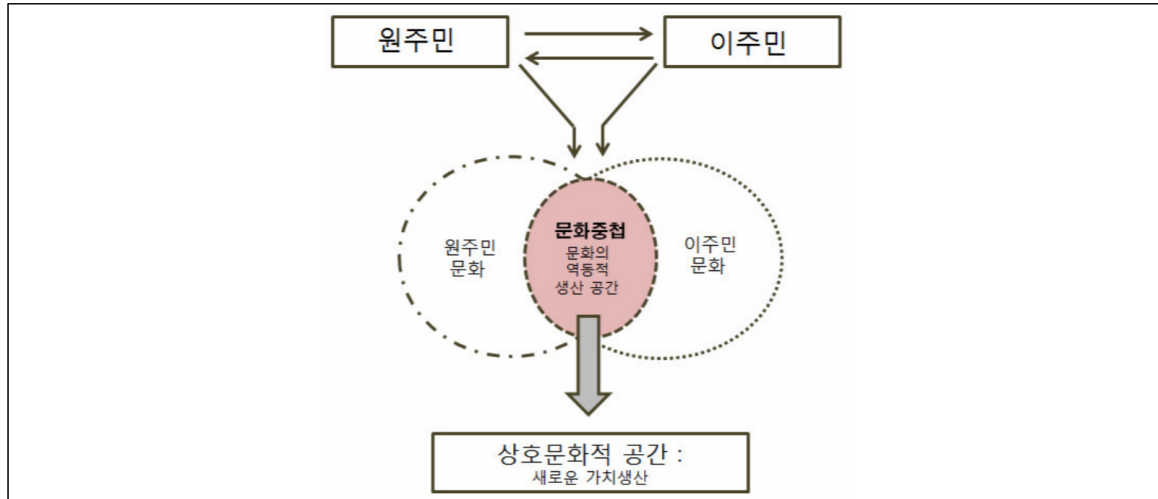 원주민
이주민
원주민
문화
문화중첩
문화의
역동적
생산 공간
이주민
문화
상호문화적 공간 :
새로운 가치생산